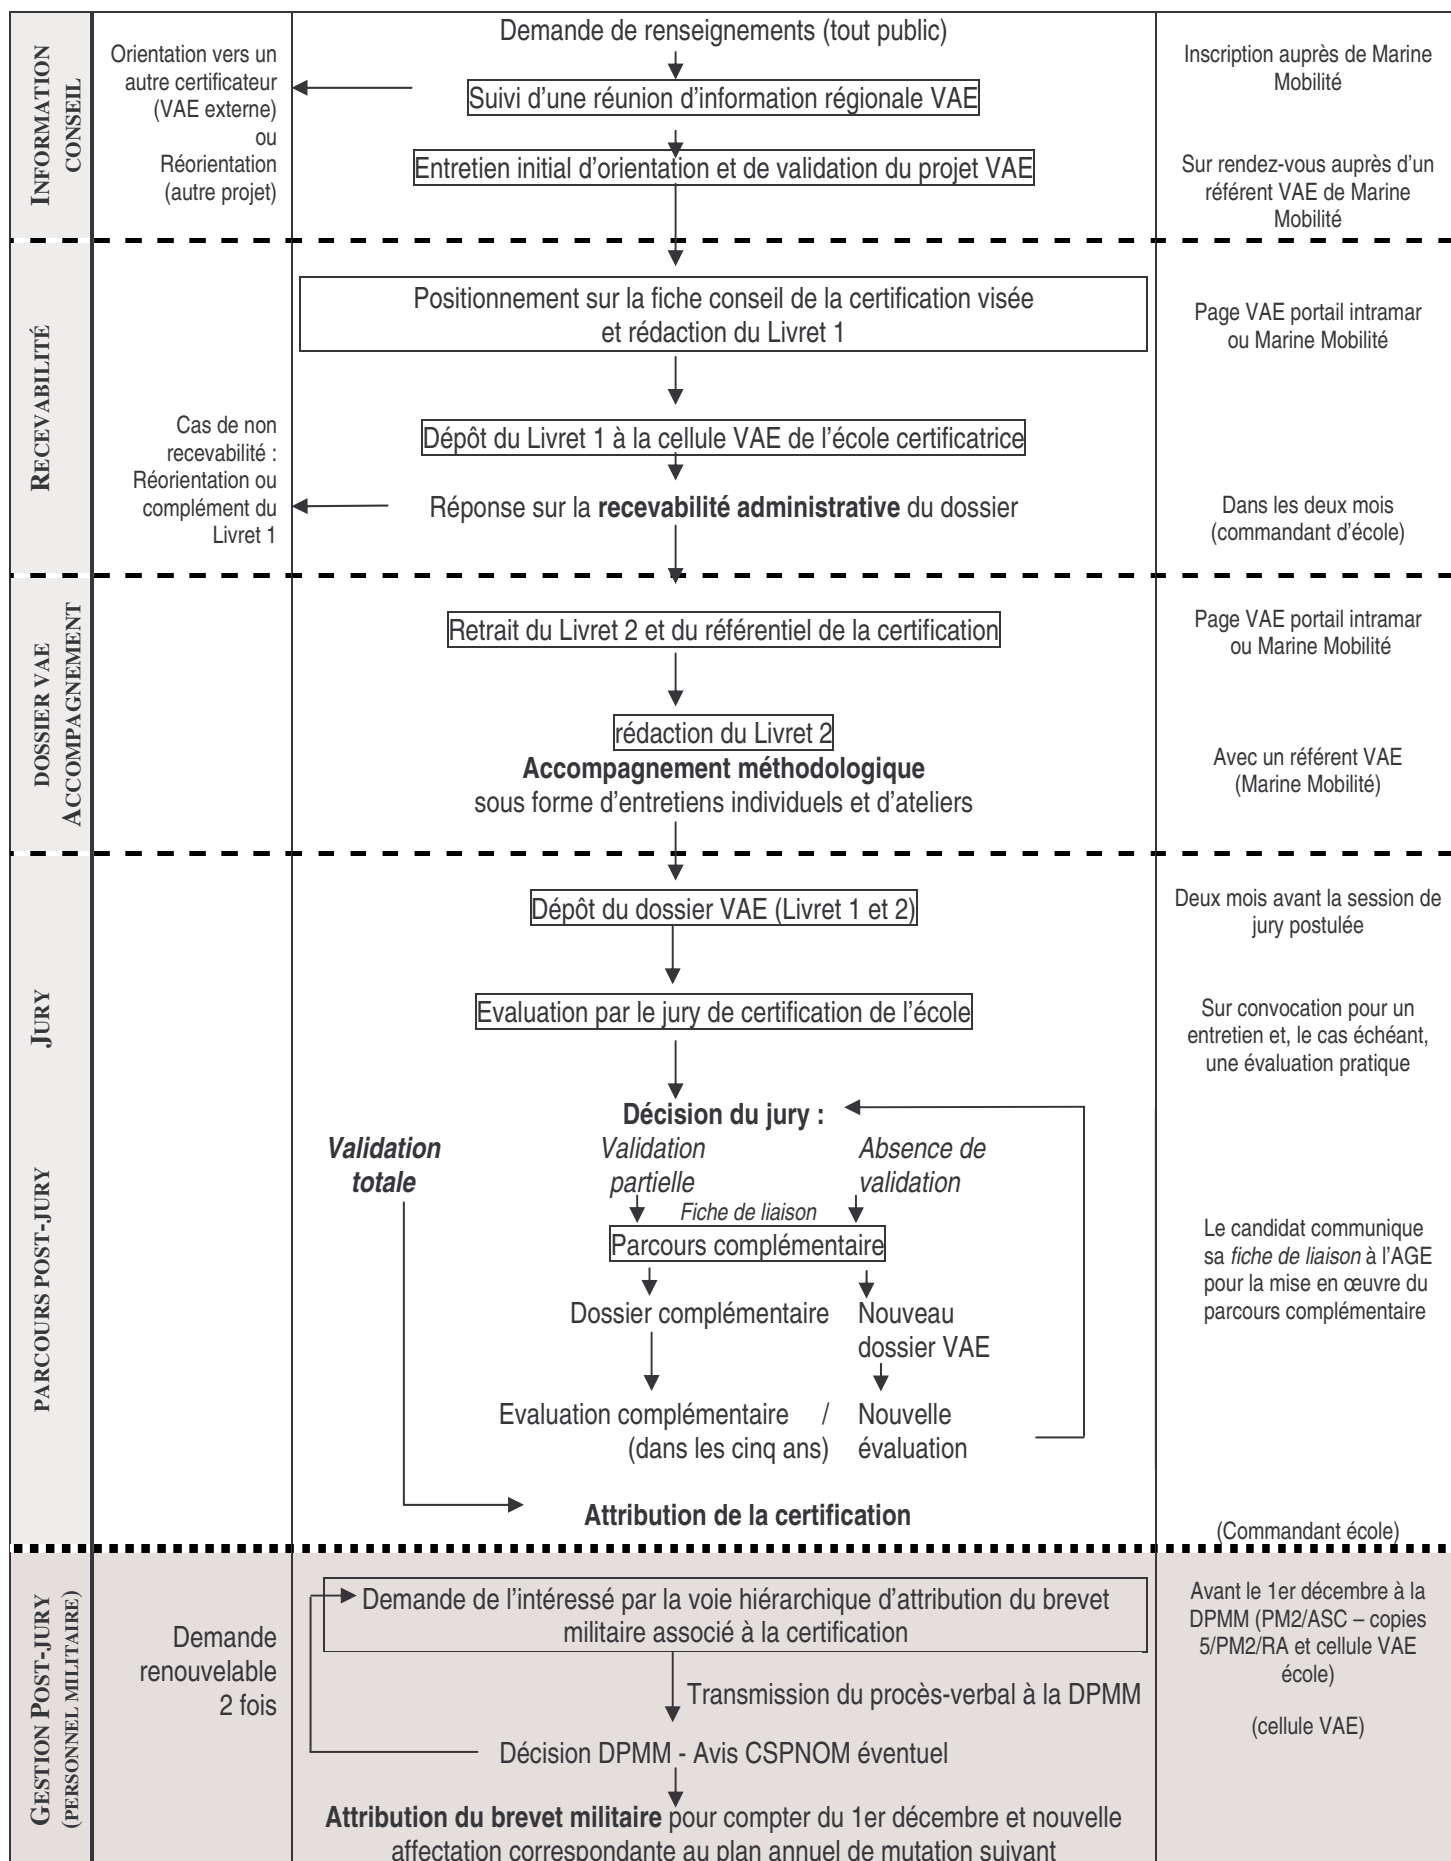 INFORMATION
CONSEIL
Orientation vers un
autre certificateur
(VAE externe)
ou
Réorientation
(autre projet)
Demande de renseignements (tout public)
Suivi d'une réunion d'information régionale VAE
Entretien initial d'orientation et de validation du projet VAE
Inscription auprès de Marine
Mobilité
Sur rendez-vous auprès d'un
référent VAE de Marine
Mobilité
RECEVABILITÉ
Cas de non
recevabilité :
Réorientation ou
complément du
Livret 1
Positionnement sur la fiche conseil de la certification visée
et rédaction du Livret 1
Dépôt du Livret 1 à la cellule VAE de l'école certificatrice
Réponse sur la recevabilité administrative du dossier
Page VAE portail intramar
ou Marine Mobilité
Dans les deux mois
(commandant d'école)
DOSSIER VAE
ACCOMPAGNEMENT
Retrait du Livret 2 et du référentiel de la certification
rédaction du Livret 2
Accompagnement méthodologique
sous forme d'entretiens individuels et d'ateliers
Page VAE portail intramar
ou Marine Mobilité
Avec un référent VAE
(Marine Mobilité)
JURY
Dépôt du dossier VAE (Livret 1 et 2)
Evaluation par le jury de certification de l'école
Deux mois avant la session de
jury postulée
Sur convocation pour un
entretien et, le cas échéant,
une évaluation pratique
PARCOURS POST-JURY
Décision du jury :
Validation
totale
Validation
partielle
Absence de
validation
Fiche de liaison
Parcours complémentaire
Dossier complémentaire
Nouveau
dossier VAE
Evaluation complémentaire /
(dans les cinq ans)
Nouvelle
évaluation
Attribution de la certification
Le candidat communique
sa fiche de liaison à l'AGE
pour la mise en œuvre du
parcours complémentaire
(Commandant école)
GESTION POST-JURY
(PERSONNEL MILITAIRE)
Demande
renouvelable
2 fois
Demande de l'intéressé par la voie hiérarchique d'attribution du brevet
militaire associé à la certification
Transmission du procès-verbal à la DPMM
Décision DPMM - Avis CSPNOM éventuel
Attribution du brevet militaire pour compter du 1er décembre et nouvelle
affectation correspondante au plan annuel de mutation suivant
Avant le 1er décembre à la
DPMM (PM2/ASC – copies
5/PM2/RA et cellule VAE
école)
(cellule VAE)